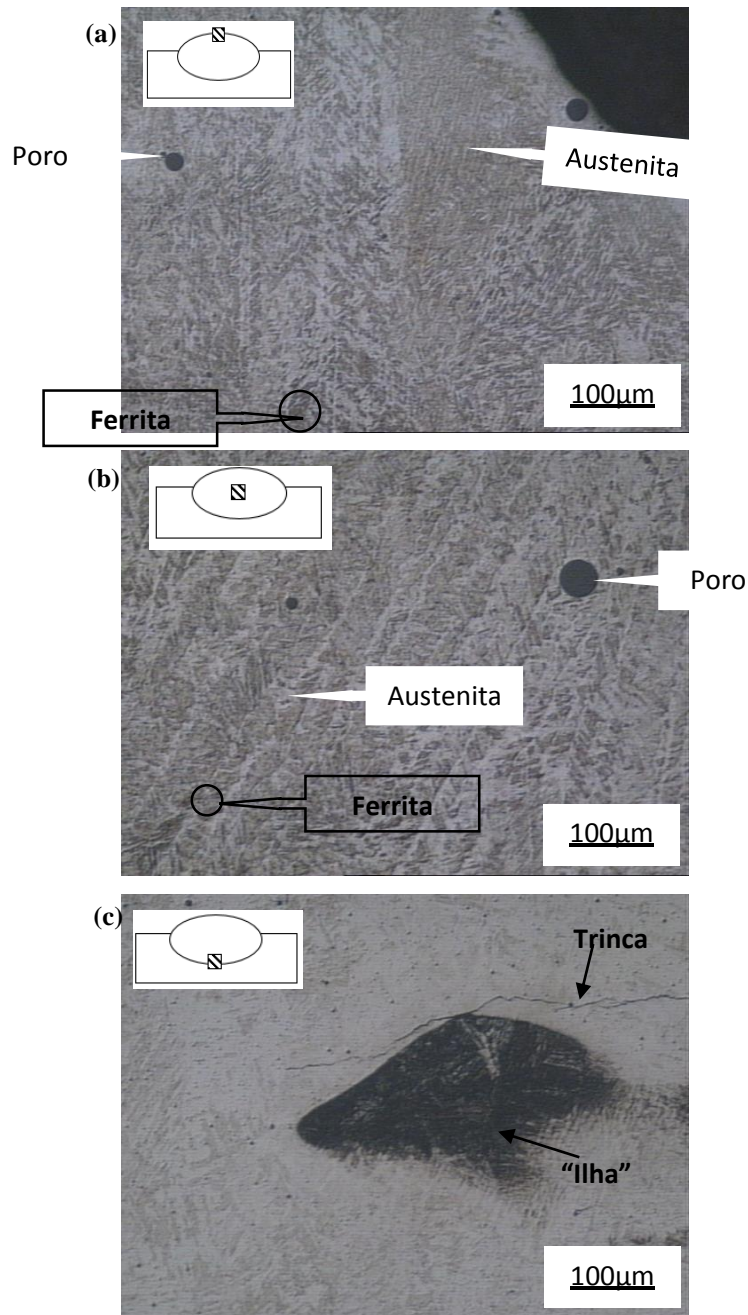 (a)
Poro
Austenita
100µm
Ferrita
(b)
Poro
Austenita
Ferrita
100µm
(c)
Trinca
“Ilha”
100µm